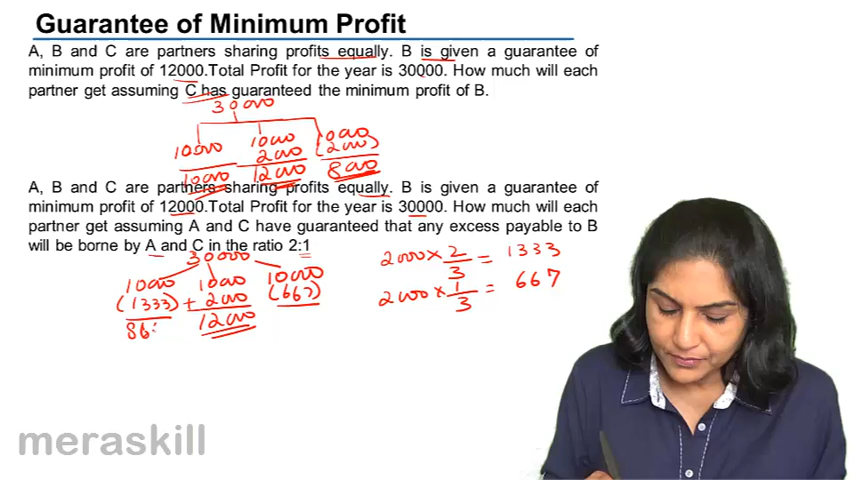 Guarantee of Minimum Profit
A, B and C are partners sharing profits equally. B is given a guarantee of
minimum profit of 12000.Total Profit for the year is 30000. How much will each
partner get assuming C has guaranteed the minimum profit of B.
30000
10000 10000 10000
2000 (2000)
10000 12000 8000
A, B and C are partners sharing profits equally. B is given a guarantee of
minimum profit of 12000.Total Profit for the year is 30000. How much will each
partner get assuming A and C have guaranteed that any excess payable to B
will be borne by A and C in the ratio 2:1
30000
10000 10000 10000
(1333) + 2000 (667)
86 12000
2000 × 2/3 = 1333
2000 × 1/3 = 667
meraskill